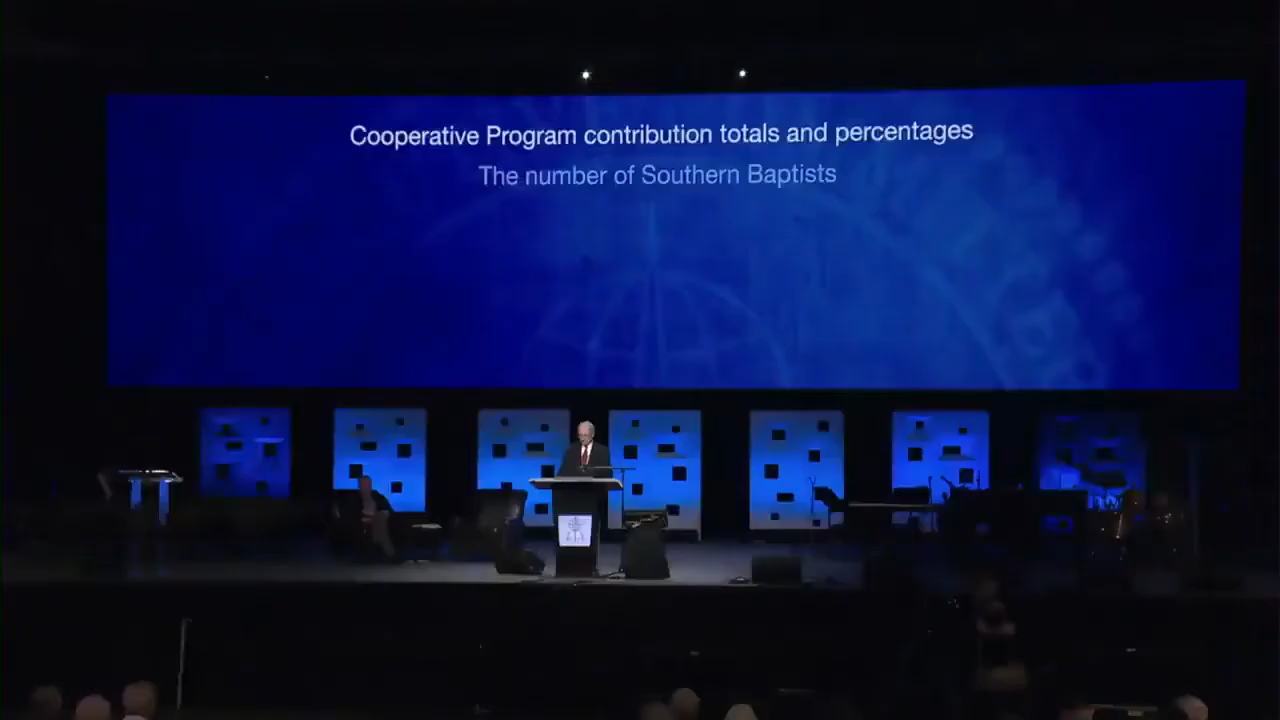 Cooperative Program contribution totals and percentages
The number of Southern Baptists